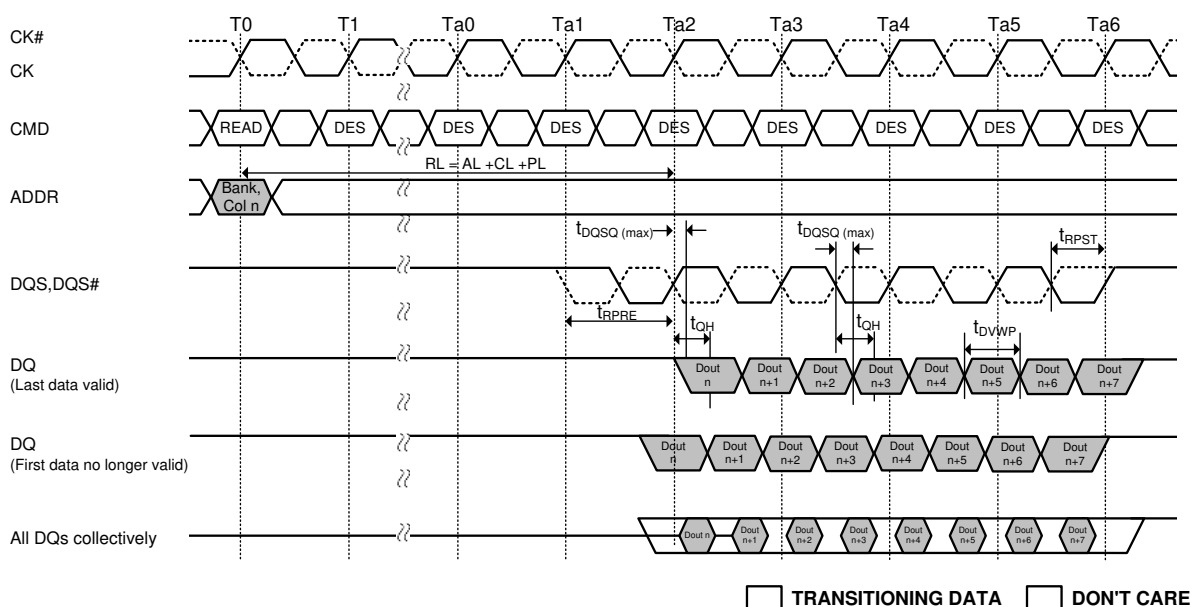 T0 T1 Ta0 Ta1 Ta2 Ta3 Ta4 Ta5 Ta6
CK#
CK
CMD READ DES DES DES DES DES DES DES DES
RL = AL +CL +PL
ADDR
Bank,
Col n
tDQSQ (max) tDQSQ (max) tRPST
DQS,DQS#
tRPRE tQH tQH tDVWP
DQ
(Last data valid)
Dout n Dout n+1 Dout n+2 Dout n+3 Dout n+4 Dout n+5 Dout n+6 Dout n+7
DQ
(First data no longer valid)
Dout n Dout n+1 Dout n+2 Dout n+3 Dout n+4 Dout n+5 Dout n+6 Dout n+7
All DQs collectively
Dout n Dout n+1 Dout n+2 Dout n+3 Dout n+4 Dout n+5 Dout n+6 Dout n+7
TRANSITIONING DATA DON'T CARE